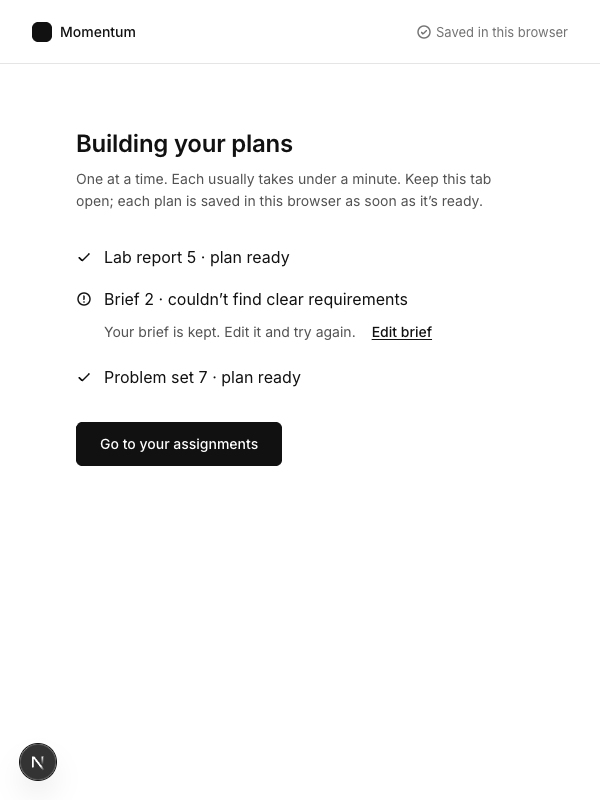 Momentum
Saved in this browser
Building your plans
One at a time. Each usually takes under a minute. Keep this tab
open; each plan is saved in this browser as soon as it’s ready.
Lab report 5 · plan ready
Brief 2 · couldn’t find clear requirements
Your brief is kept. Edit it and try again. Edit brief
Problem set 7 · plan ready
Go to your assignments
N